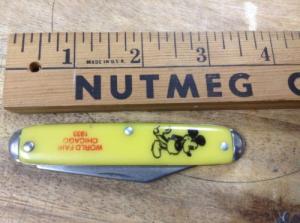 1 2 3 4
MADE IN U.S.A.
NUTMEG C
WORLD FAIR
CHICAGO
1933